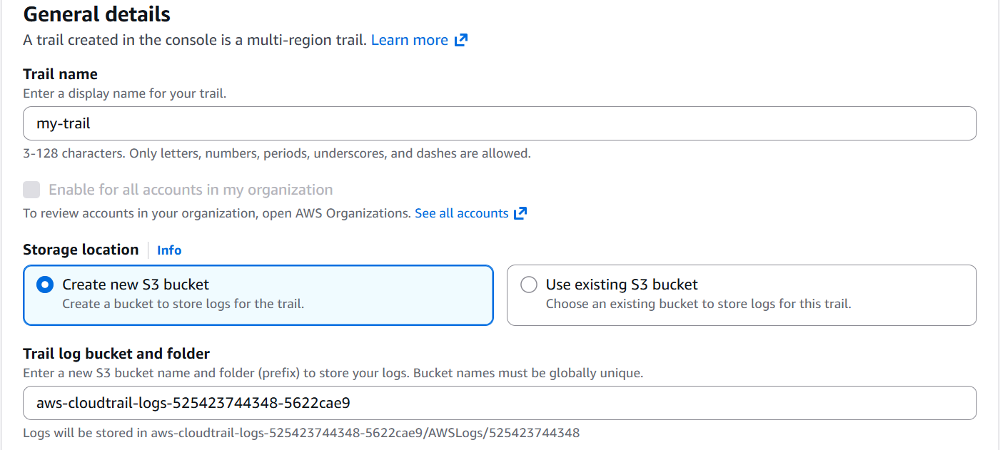 General details
A trail created in the console is a multi-region trail. Learn more
Trail name
Enter a display name for your trail.
my-trail
3-128 characters. Only letters, numbers, periods, underscores, and dashes are allowed.
Enable for all accounts in my organization
To review accounts in your organization, open AWS Organizations. See all accounts
Storage location Info
Create new S3 bucket
Create a bucket to store logs for the trail.
Use existing S3 bucket
Choose an existing bucket to store logs for this trail.
Trail log bucket and folder
Enter a new S3 bucket name and folder (prefix) to store your logs. Bucket names must be globally unique.
aws-cloudtrail-logs-525423744348-5622cae9
Logs will be stored in aws-cloudtrail-logs-525423744348-5622cae9/AWSLogs/525423744348